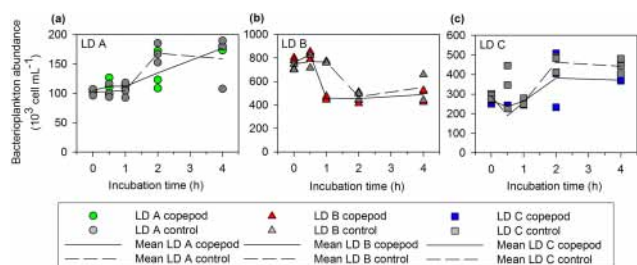 (a) (b) (c)
LD A LD B LD C
Bacterioplankton abundance
(10³ cell mL⁻¹)
200 150 100 50 0
1000 800 600 400 200 0
600 500 400 300 200 100 0
0 1 2 3 4 0 1 2 3 4 0 1 2 3 4
Incubation time (h) Incubation time (h) Incubation time (h)
LD A copepod LD B copepod LD C copepod
LD A control LD B control LD C control
Mean LD A copepod Mean LD B copepod Mean LD C copepod
Mean LD A control Mean LD B control Mean LD C control